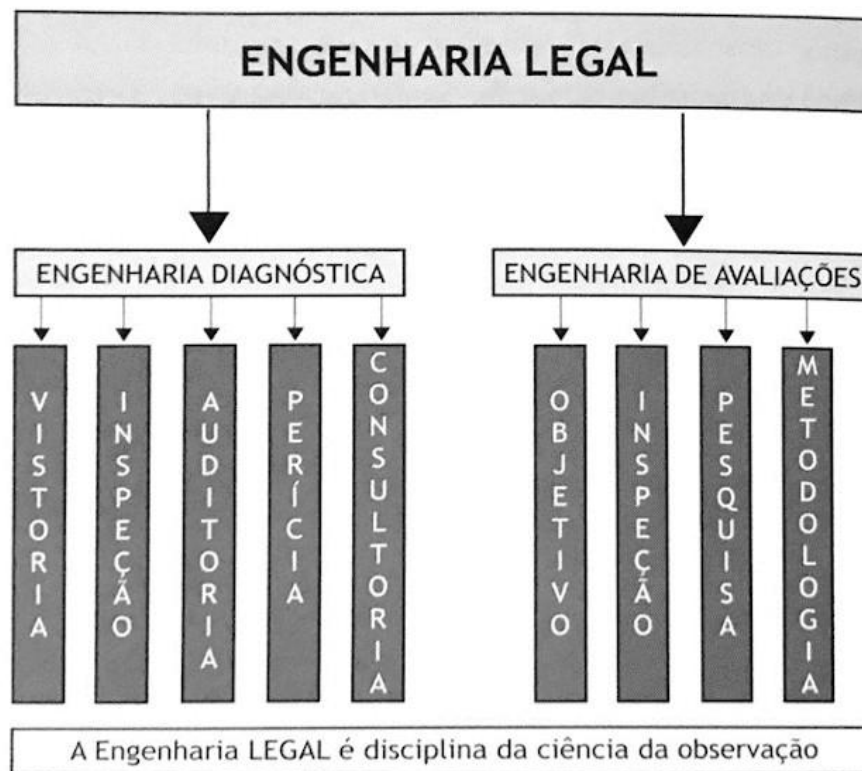 ENGENHARIA LEGAL
ENGENHARIA DIAGNÓSTICA
ENGENHARIA DE AVALIAÇÕES
VISTORIA
INSPEÇÃO
AUDITORIA
PERÍCIA
CONSULTORIA
OBJETIVO
INSPEÇÃO
PESQUISA
METODOLOGIA
A Engenharia LEGAL é disciplina da ciência da observação